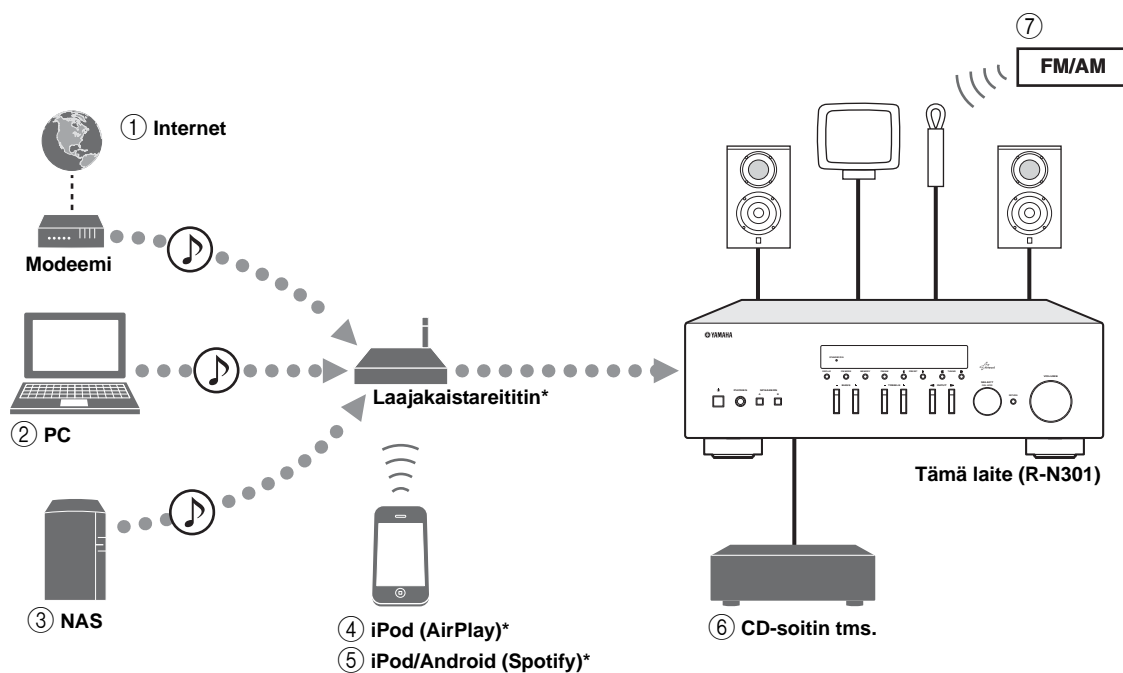 ⑦
FM/AM
① Internet
Modeemi
② PC
③ NAS
Laajakaistareititin*
④ iPod (AirPlay)*
⑤ iPod/Android (Spotify)*
YAMAHA
Tämä laite (R-N301)
⑥ CD-soitin tms.